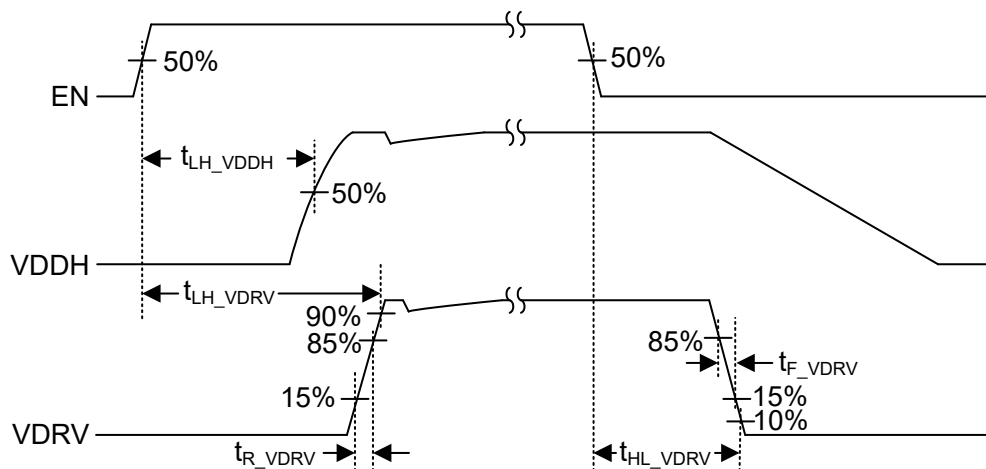 50%
50%
EN
tLH_VDDH
50%
VDDH
tLH_VDRV
90%
85%
85%
tF_VDRV
15%
15%
10%
VDRV
tR_VDRV
tHL_VDRV